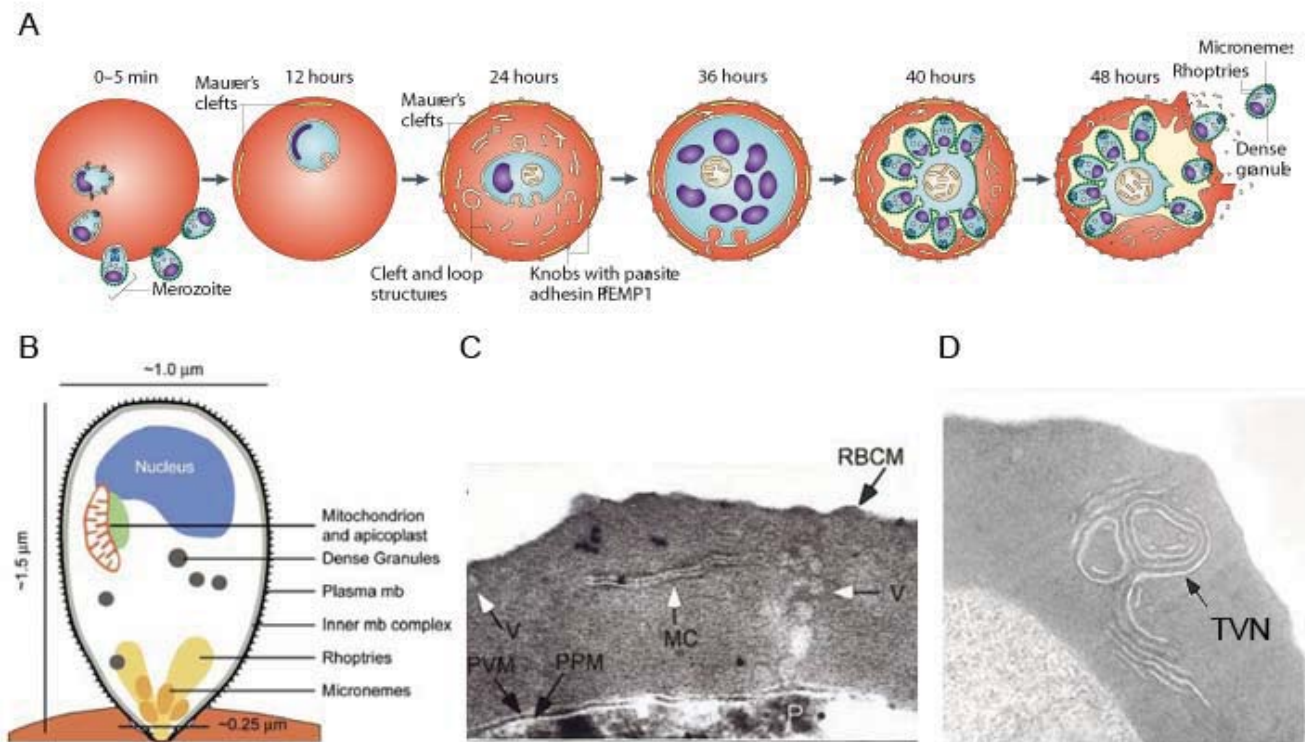 A
0–5 min
12 hours
24 hours
36 hours
40 hours
48 hours
Micronemes
Rhoptries
Dense
granule
Maurer's
clefts
Maurer's
clefts
Merozoite
Cleft and loop
structures
Knobs with parasite
adhesin PfEMP1
B
~1.0 µm
~1.5 µm
Nucleus
Mitochondrion
and apicoplast
Dense Granules
Plasma mb
Inner mb complex
Rhoptries
Micronemes
~0.25 µm
C
RBCM
V
MC
V
PVM
PPM
P
D
TVN